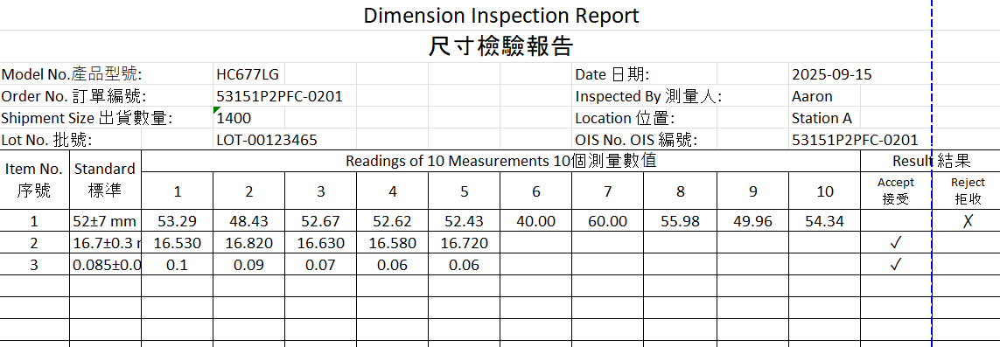 Dimension Inspection Report
尺寸檢驗報告
Model No.產品型號: HC677LG Date 日期: 2025-09-15
Order No. 訂單編號: 53151P2PFC-0201 Inspected By 測量人: Aaron
Shipment Size 出貨數量: 1400 Location 位置: Station A
Lot No. 批號: LOT-00123465 OIS No. OIS 編號: 53151P2PFC-0201
Item No. 序號 Standard 標準 Readings of 10 Measurements 10個測量數值 Result 結果
1 2 3 4 5 6 7 8 9 10 Accept 接受 Reject 拒收
1 52±7 mm 53.29 48.43 52.67 52.62 52.43 40.00 60.00 55.98 49.96 54.34 ✗
2 16.7±0.3 16.530 16.820 16.630 16.580 16.720 ✓
3 0.085±0.0 0.1 0.09 0.07 0.06 0.06 ✓